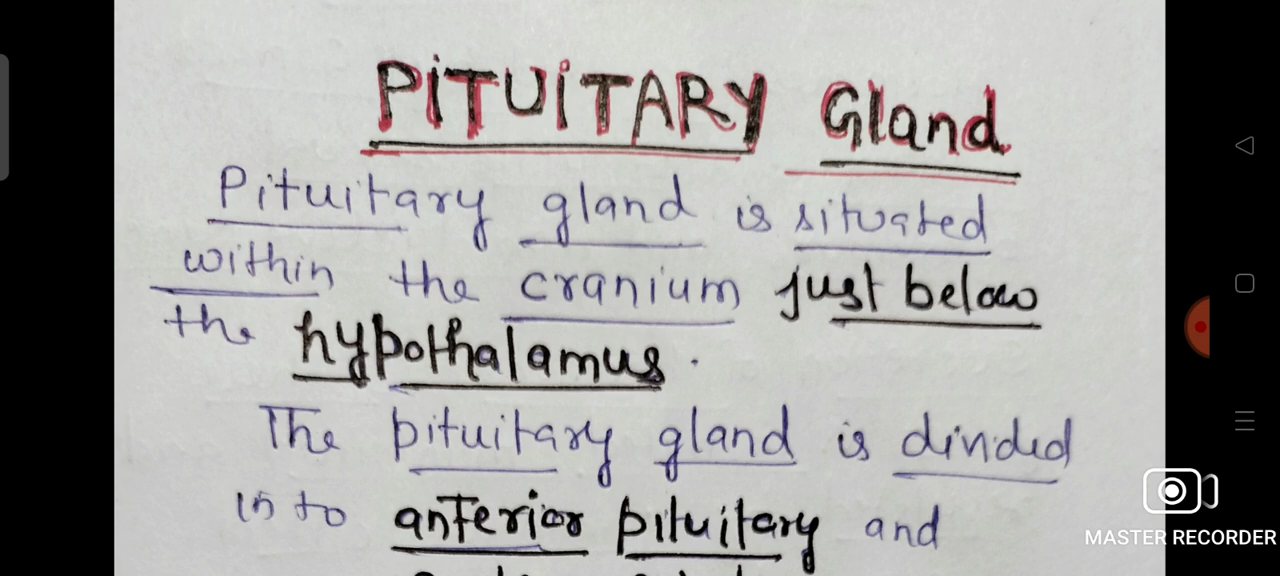 PiTUiTARY Gland
Pituitary gland is situated
within the cranium just below
the hypothalamus.
The pituitary gland is divided
in to anterior pituitary and
MASTER RECORDER